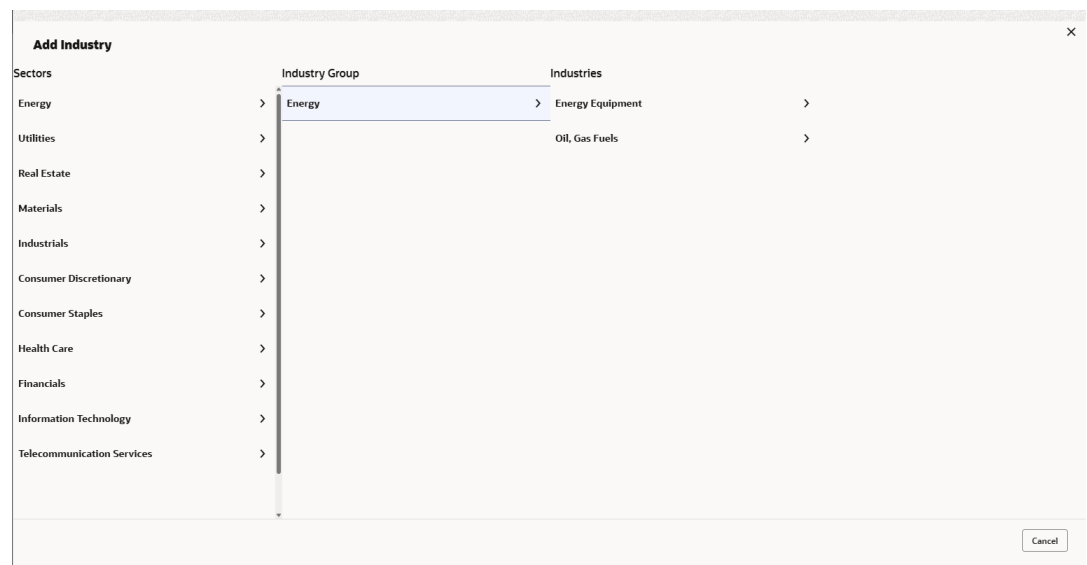 Add Industry
Sectors
Industry Group
Industries
Energy
Energy
Energy Equipment
Utilities
Oil, Gas Fuels
Real Estate
Materials
Industrials
Consumer Discretionary
Consumer Staples
Health Care
Financials
Information Technology
Telecommunication Services
Cancel